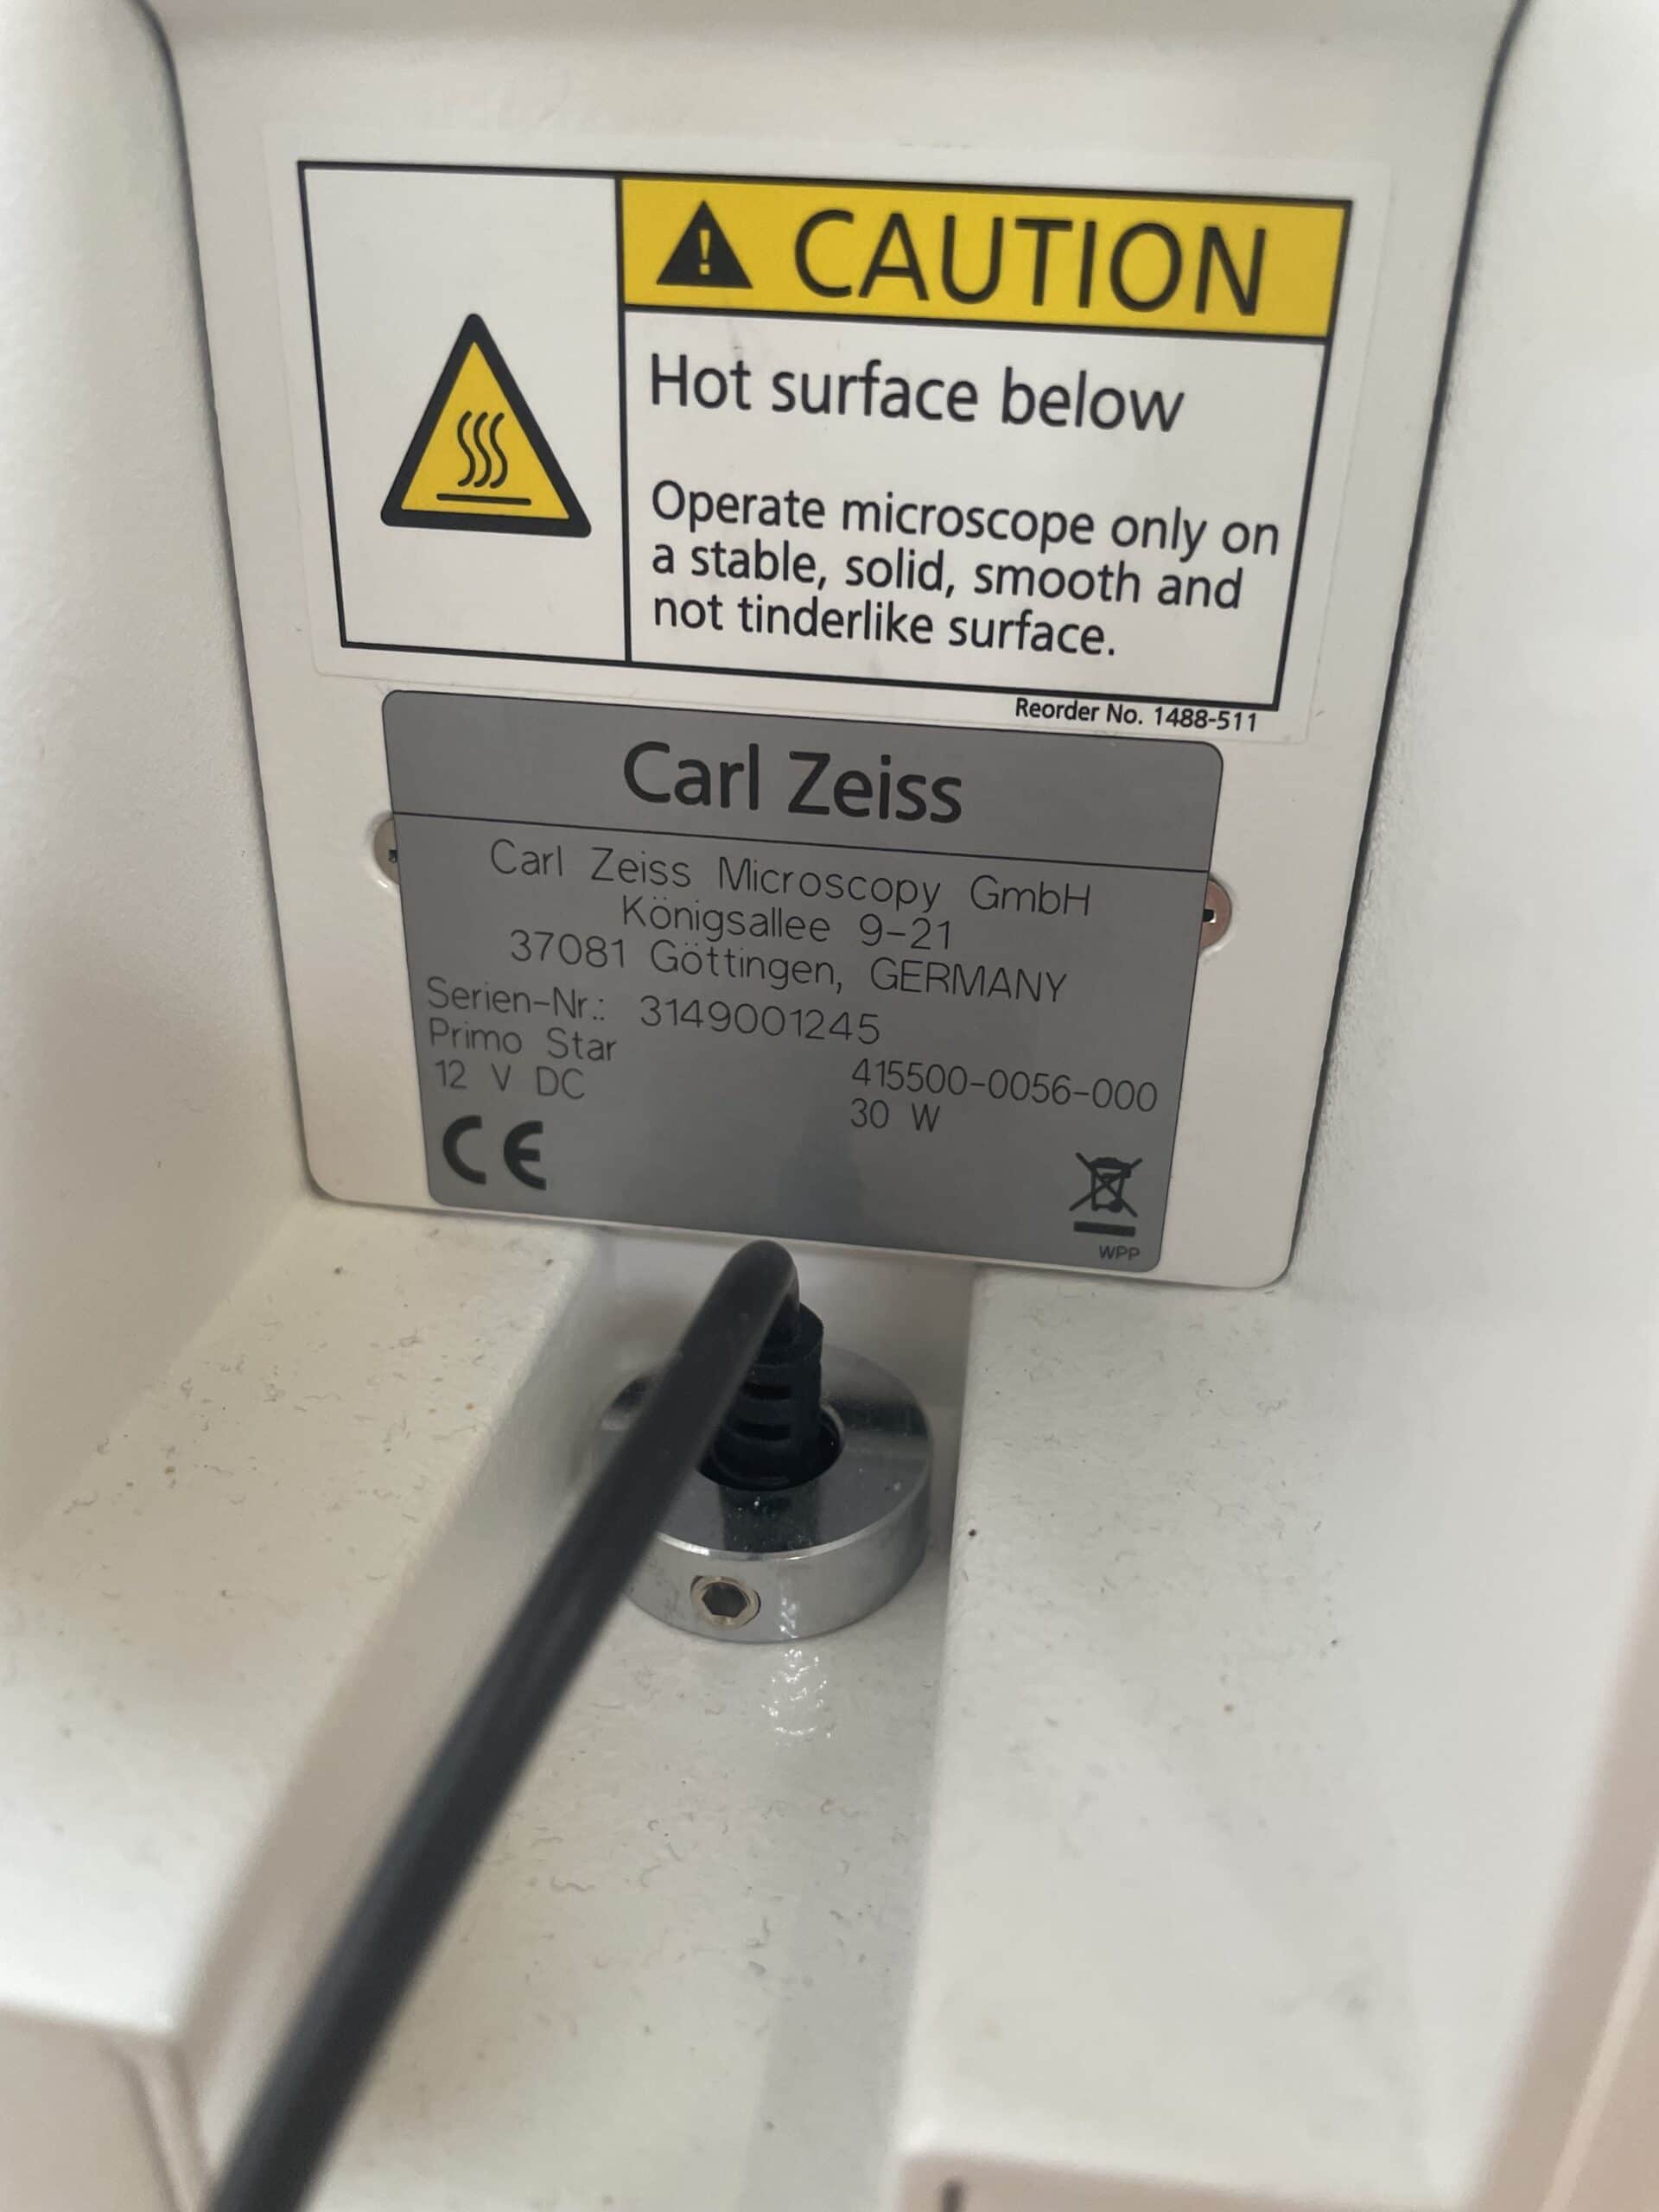 CAUTION
Hot surface below
Operate microscope only on
a stable, solid, smooth and
not tinderlike surface.
Reorder No. 1488-511
Carl Zeiss
Carl Zeiss Microscopy GmbH
Königsallee 9-21
37081 Göttingen, GERMANY
Serien-Nr.: 3149001245
Primo Star 415500-0056-000
12 V DC 30 W
CE
WPP